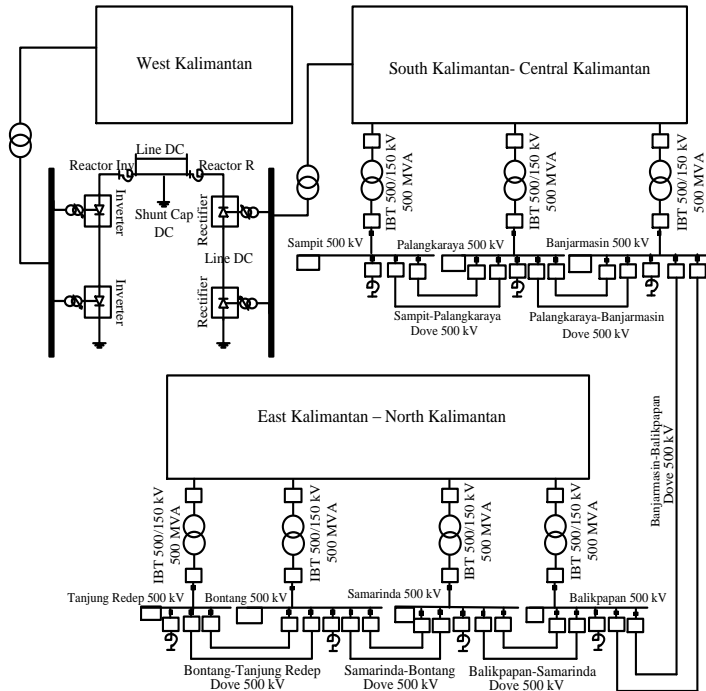 West Kalimantan
South Kalimantan- Central Kalimantan
Line DC
Reactor Inv
Reactor R
Inverter
Rectifier
Shunt Cap
DC
Line DC
Inverter
Rectifier
IBT 500/150 kV
500 MVA
IBT 500/150 kV
500 MVA
IBT 500/150 kV
500 MVA
Sampit 500 kV
Palangkaraya 500 kV
Banjarmasin 500 kV
Sampit-Palangkaraya
Dove 500 kV
Palangkaraya-Banjarmasin
Dove 500 kV
Banjarmasin-Balikpapan
Dove 500 kV
East Kalimantan – North Kalimantan
IBT 500/150 kV
500 MVA
IBT 500/150 kV
500 MVA
IBT 500/150 kV
500 MVA
IBT 500/150 kV
500 MVA
Tanjung Redep 500 kV
Bontang 500 kV
Samarinda 500 kV
Balikpapan 500 kV
Bontang-Tanjung Redep
Dove 500 kV
Samarinda-Bontang
Dove 500 kV
Balikpapan-Samarinda
Dove 500 kV